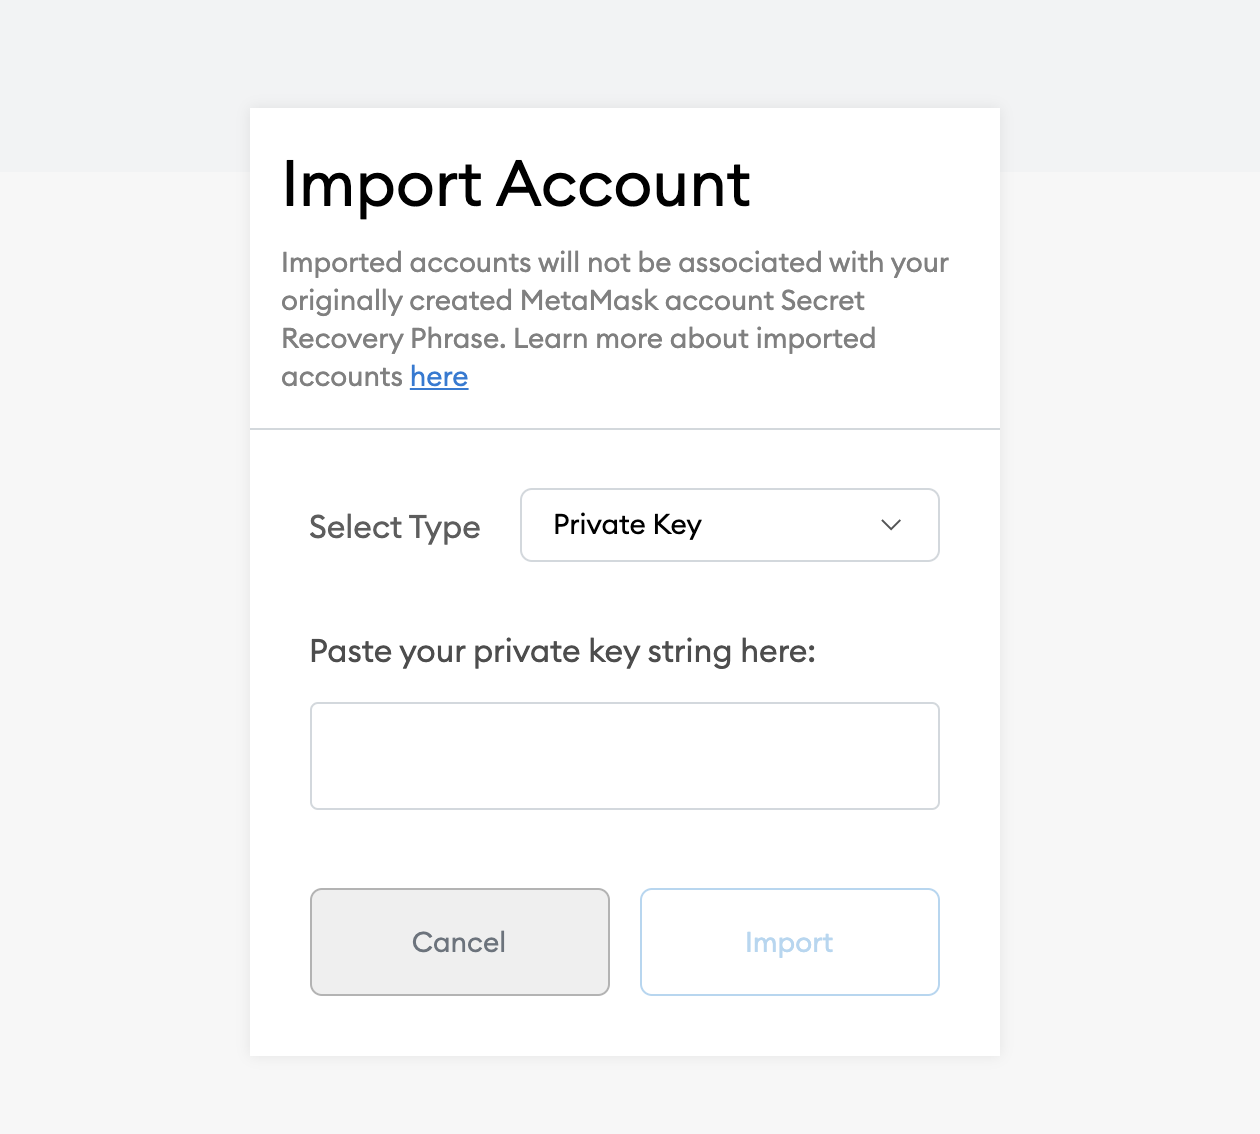 Import Account
Imported accounts will not be associated with your
originally created MetaMask account Secret
Recovery Phrase. Learn more about imported
accounts here
Select Type
Private Key
Paste your private key string here:
Cancel
Import